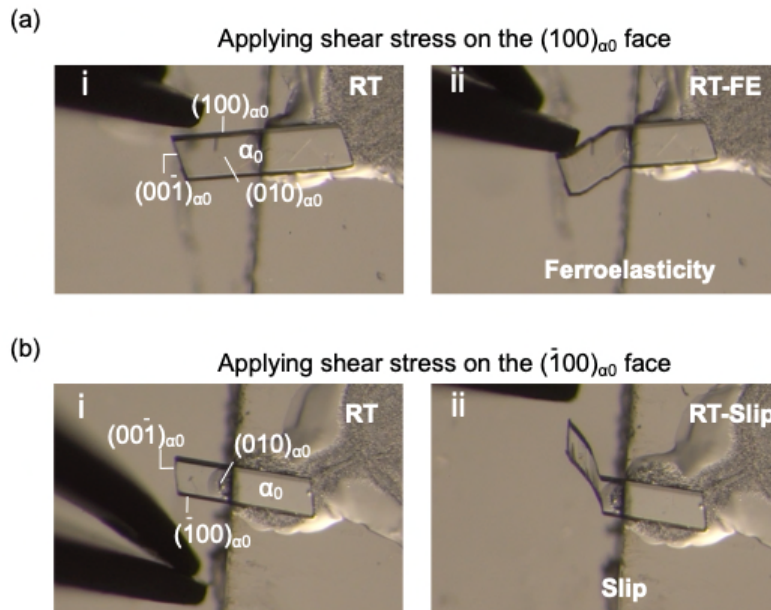 (a)
Applying shear stress on the (100)α0 face
i
RT
(100)α0
α0
(001̄)α0
(010)α0
ii
RT-FE
Ferroelasticity
(b)
Applying shear stress on the (1̄00)α0 face
i
RT
(001̄)α0
(010)α0
α0
(1̄00)α0
ii
RT-Slip
Slip